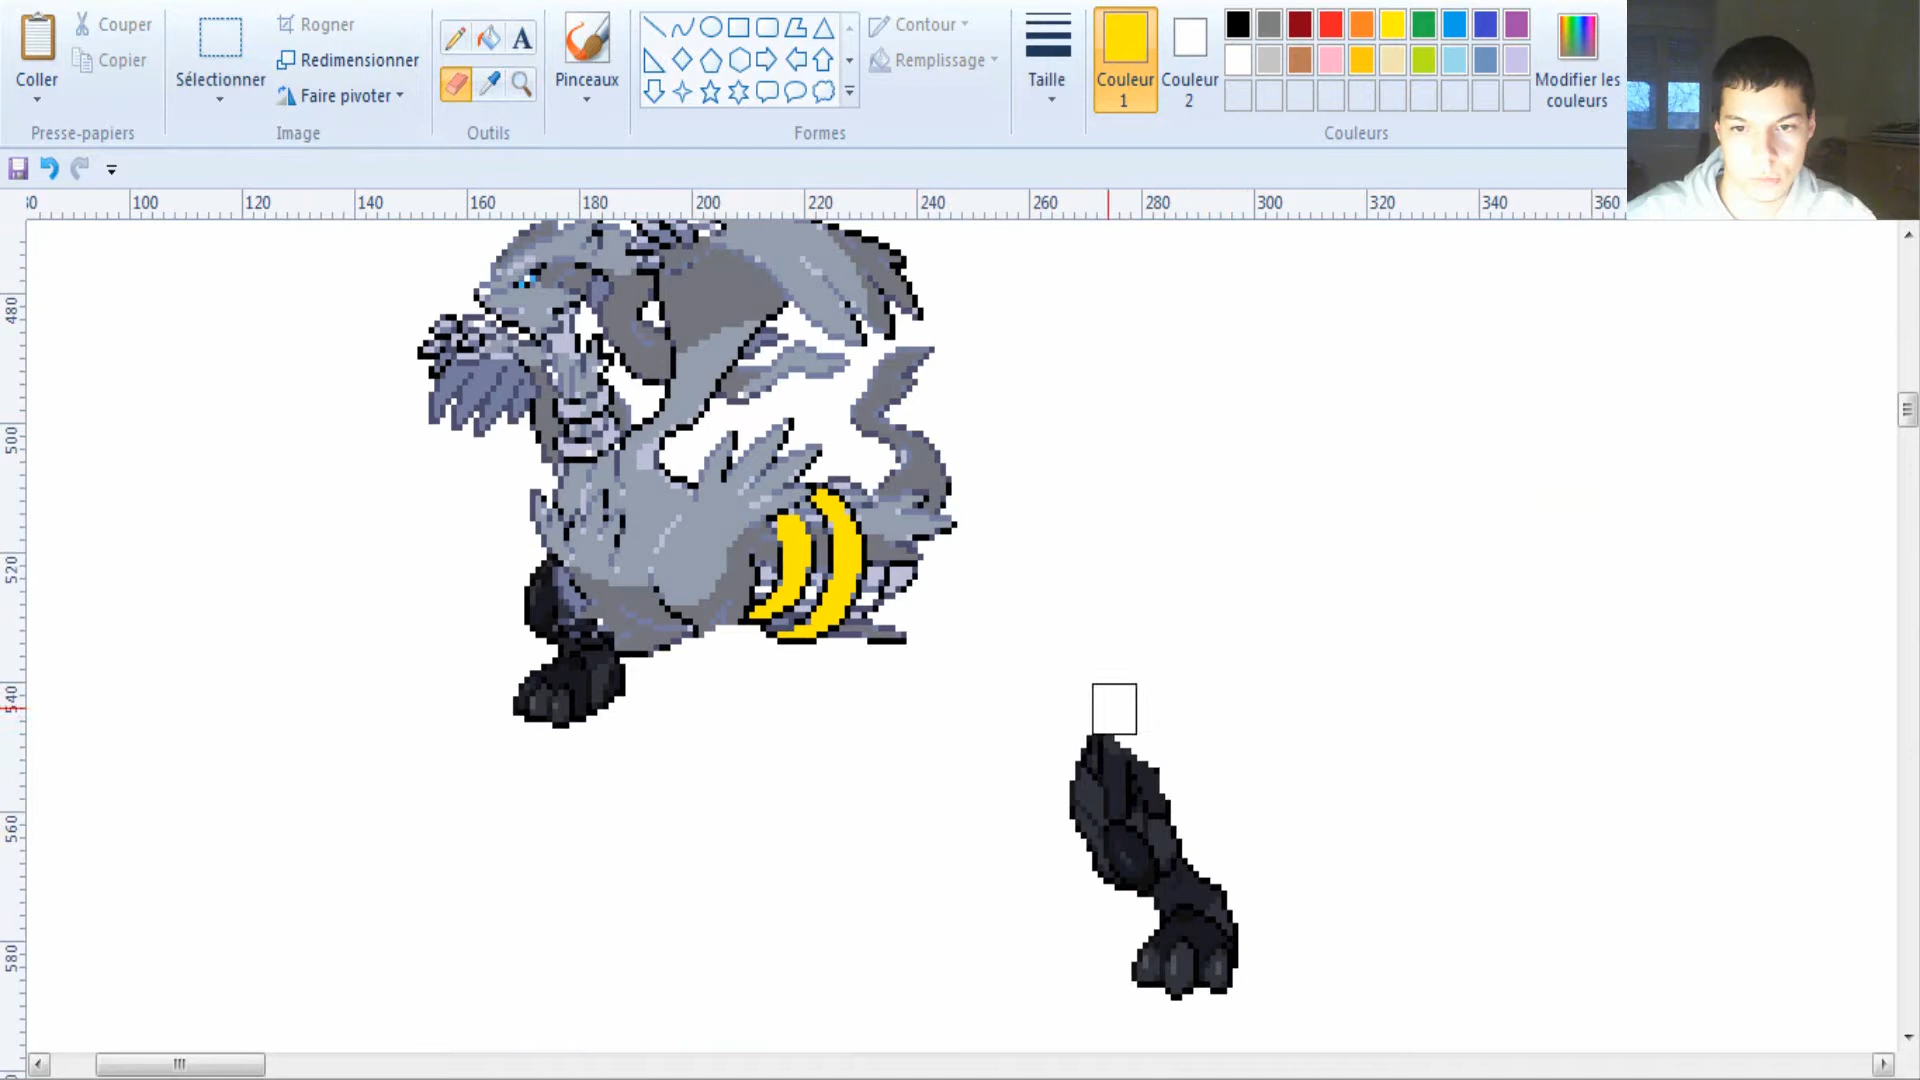 Coller
Couper
Copier
Presse-papiers
Sélectionner
Rogner
Redimensionner
Faire pivoter
Image
A
Outils
Pinceaux
Formes
Contour
Remplissage
Taille
Couleur
1
Couleur
2
Couleurs
Modifier les
couleurs
80 100 120 140 160 180 200 220 240 260 280 300 320 340 360
480
500
520
540
560
580